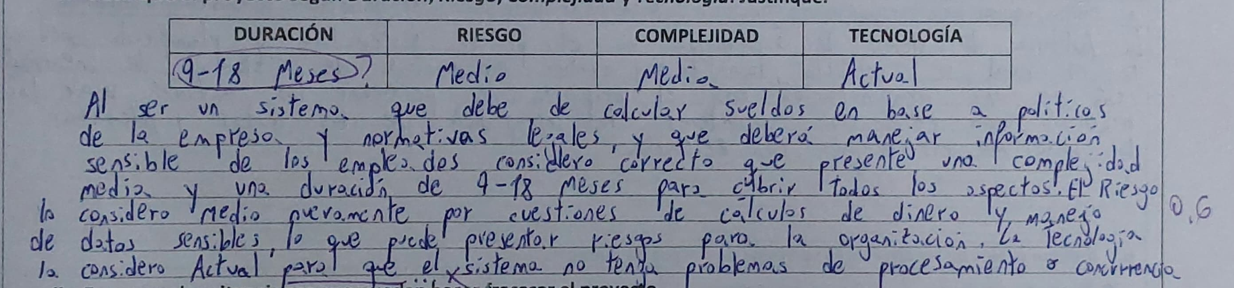 DURACIÓN RIESGO COMPLEJIDAD TECNOLOGÍA
9-18 Meses? Medio Medio Actual
Al ser un sistema que debe de calcular sueldos en base a politicas
de la empresa y normativas legales, y que deberá manejar información
sensible de los empleados considero correcto que presente una complejidad
media y una duración de 9-18 meses para cubrir todos los aspectos. El Riesgo
lo considero Medio nuevamente por cuestiones de cálculos de dinero y manejo
de datos sensibles, lo que puede presentar riesgos para la organización. La Tecnología
la considero Actual para que el sistema no tenga problemas de procesamiento o concurrencia
0.6